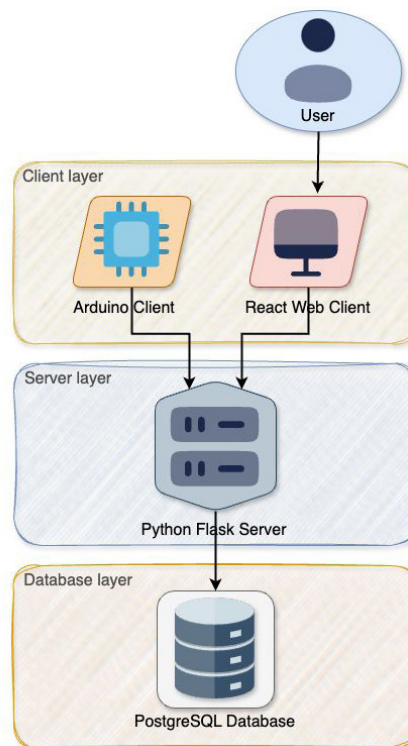 User
Client layer
Arduino Client
React Web Client
Server layer
Python Flask Server
Database layer
PostgreSQL Database